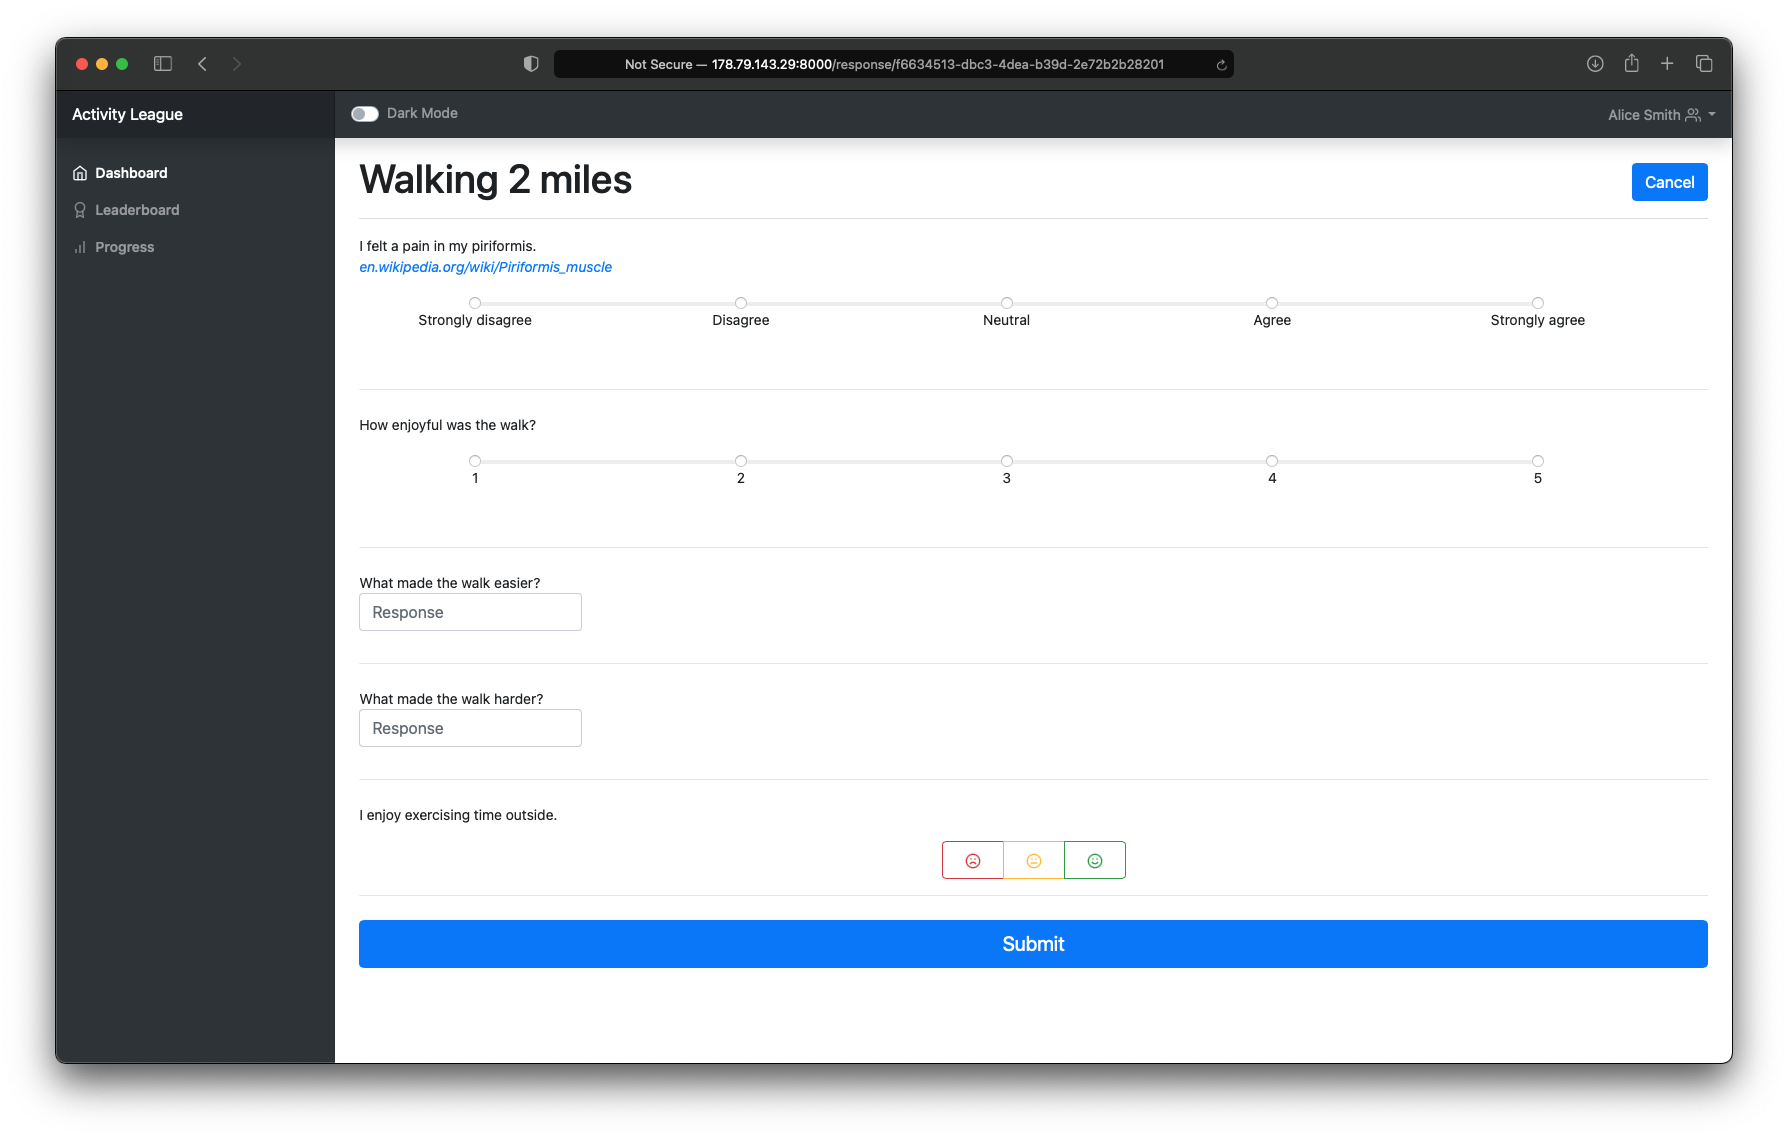 Not Secure — 178.79.143.29:8000/response/f6634513-dbc3-4dea-b39d-2e72b2b28201
Activity League
Dark Mode
Alice Smith
Dashboard
Leaderboard
Progress
Walking 2 miles
Cancel
I felt a pain in my piriformis.
en.wikipedia.org/wiki/Piriformis_muscle
Strongly disagree Disagree Neutral Agree Strongly agree
How enjoyful was the walk?
1 2 3 4 5
What made the walk easier?
Response
What made the walk harder?
Response
I enjoy exercising time outside.
Submit